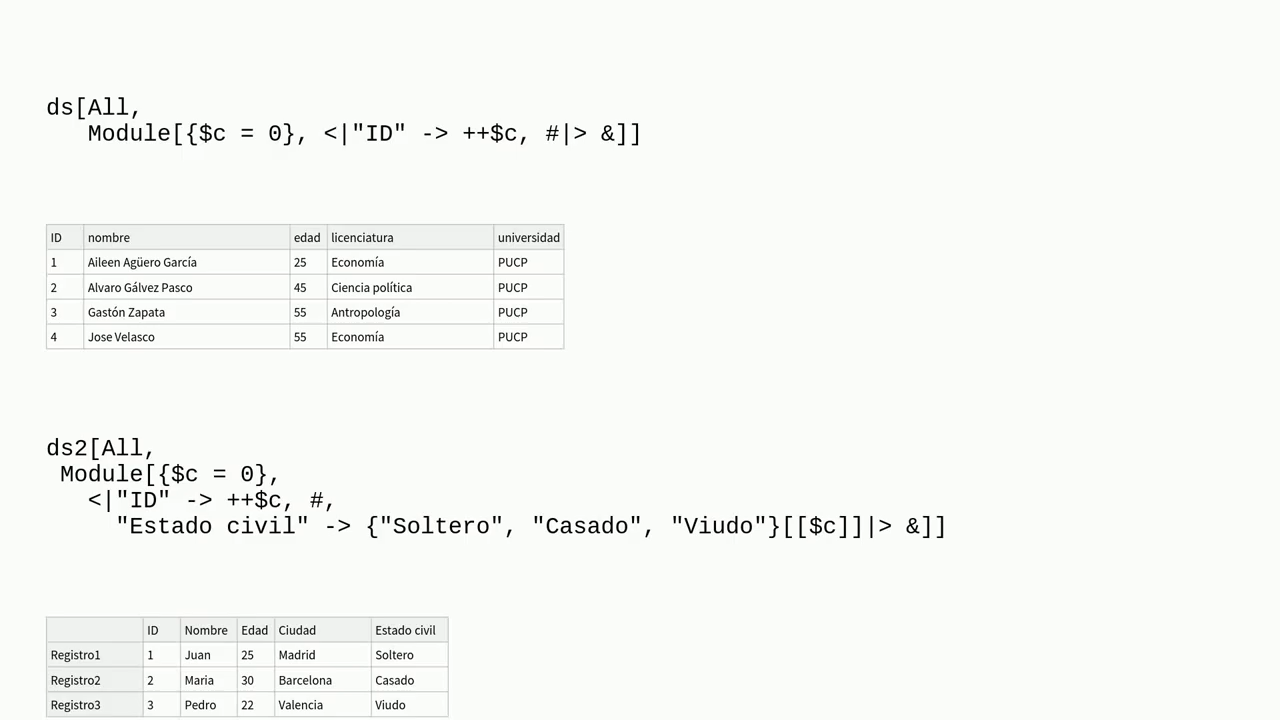 ds[All,
Module[{$c = 0}, <|"ID" -> ++$c, #|> &]]
ID nombre edad licenciatura universidad
1 Aileen Agüero García 25 Economía PUCP
2 Alvaro Gálvez Pasco 45 Ciencia política PUCP
3 Gastón Zapata 55 Antropología PUCP
4 Jose Velasco 55 Economía PUCP
ds2[All,
Module[{$c = 0},
<|"ID" -> ++$c, #,
"Estado civil" -> {"Soltero", "Casado", "Viudo"}[[$c]]|> &]]
ID Nombre Edad Ciudad Estado civil
Registro1 1 Juan 25 Madrid Soltero
Registro2 2 Maria 30 Barcelona Casado
Registro3 3 Pedro 22 Valencia Viudo